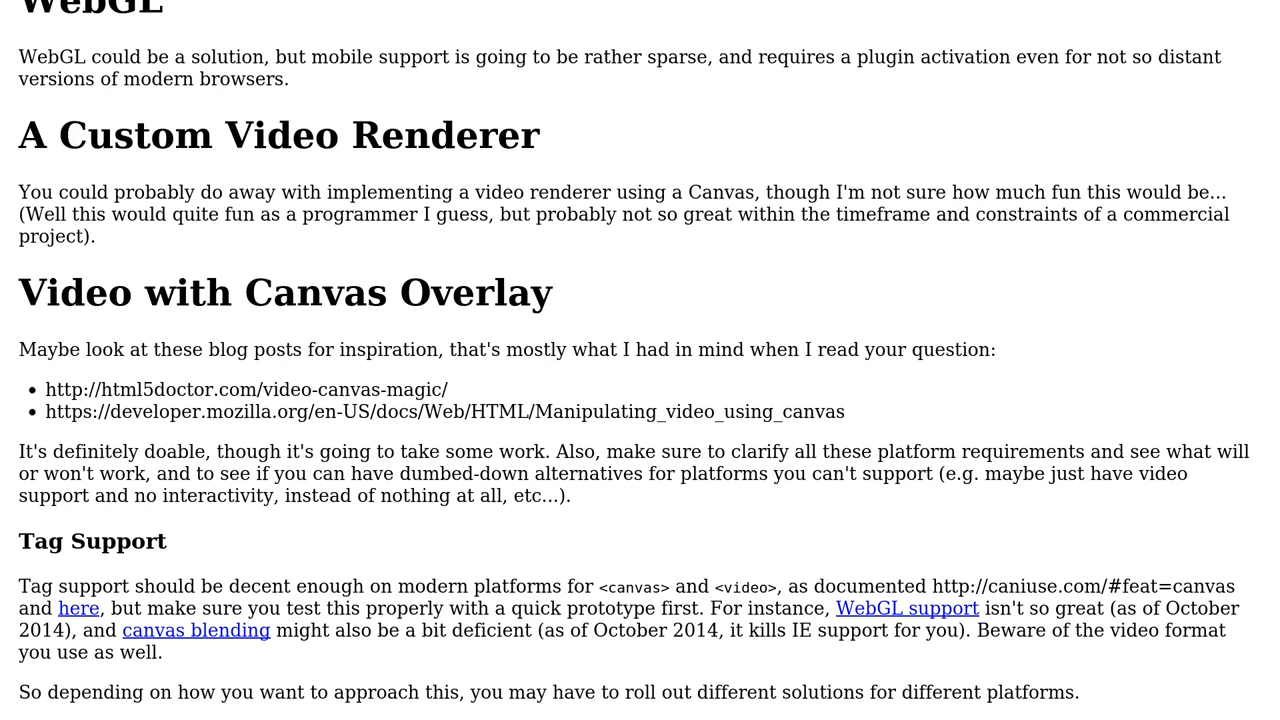 WebGL
WebGL could be a solution, but mobile support is going to be rather sparse, and requires a plugin activation even for not so distant
versions of modern browsers.
A Custom Video Renderer
You could probably do away with implementing a video renderer using a Canvas, though I'm not sure how much fun this would be...
(Well this would quite fun as a programmer I guess, but probably not so great within the timeframe and constraints of a commercial
project).
Video with Canvas Overlay
Maybe look at these blog posts for inspiration, that's mostly what I had in mind when I read your question:
• http://html5doctor.com/video-canvas-magic/
• https://developer.mozilla.org/en-US/docs/Web/HTML/Manipulating_video_using_canvas
It's definitely doable, though it's going to take some work. Also, make sure to clarify all these platform requirements and see what will
or won't work, and to see if you can have dumbed-down alternatives for platforms you can't support (e.g. maybe just have video
support and no interactivity, instead of nothing at all, etc...).
Tag Support
Tag support should be decent enough on modern platforms for <canvas> and <video>, as documented http://caniuse.com/#feat=canvas
and here, but make sure you test this properly with a quick prototype first. For instance, WebGL support isn't so great (as of October
2014), and canvas blending might also be a bit deficient (as of October 2014, it kills IE support for you). Beware of the video format
you use as well.
So depending on how you want to approach this, you may have to roll out different solutions for different platforms.